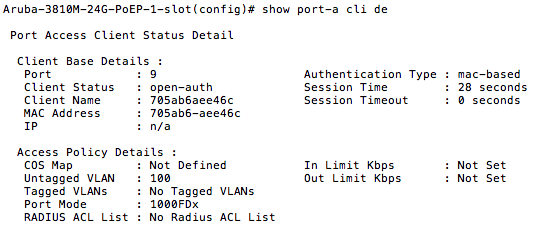 Aruba-3810M-24G-PoEP-1-slot(config)# show port-a cli de
Port Access Client Status Detail
Client Base Details :
Port : 9 Authentication Type : mac-based
Client Status : open-auth Session Time : 28 seconds
Client Name : 705ab6aee46c Session Timeout : 0 seconds
MAC Address : 705ab6-aee46c
IP : n/a
Access Policy Details :
COS Map : Not Defined In Limit Kbps : Not Set
Untagged VLAN : 100 Out Limit Kbps : Not Set
Tagged VLANs : No Tagged VLANs
Port Mode : 1000FDx
RADIUS ACL List : No Radius ACL List